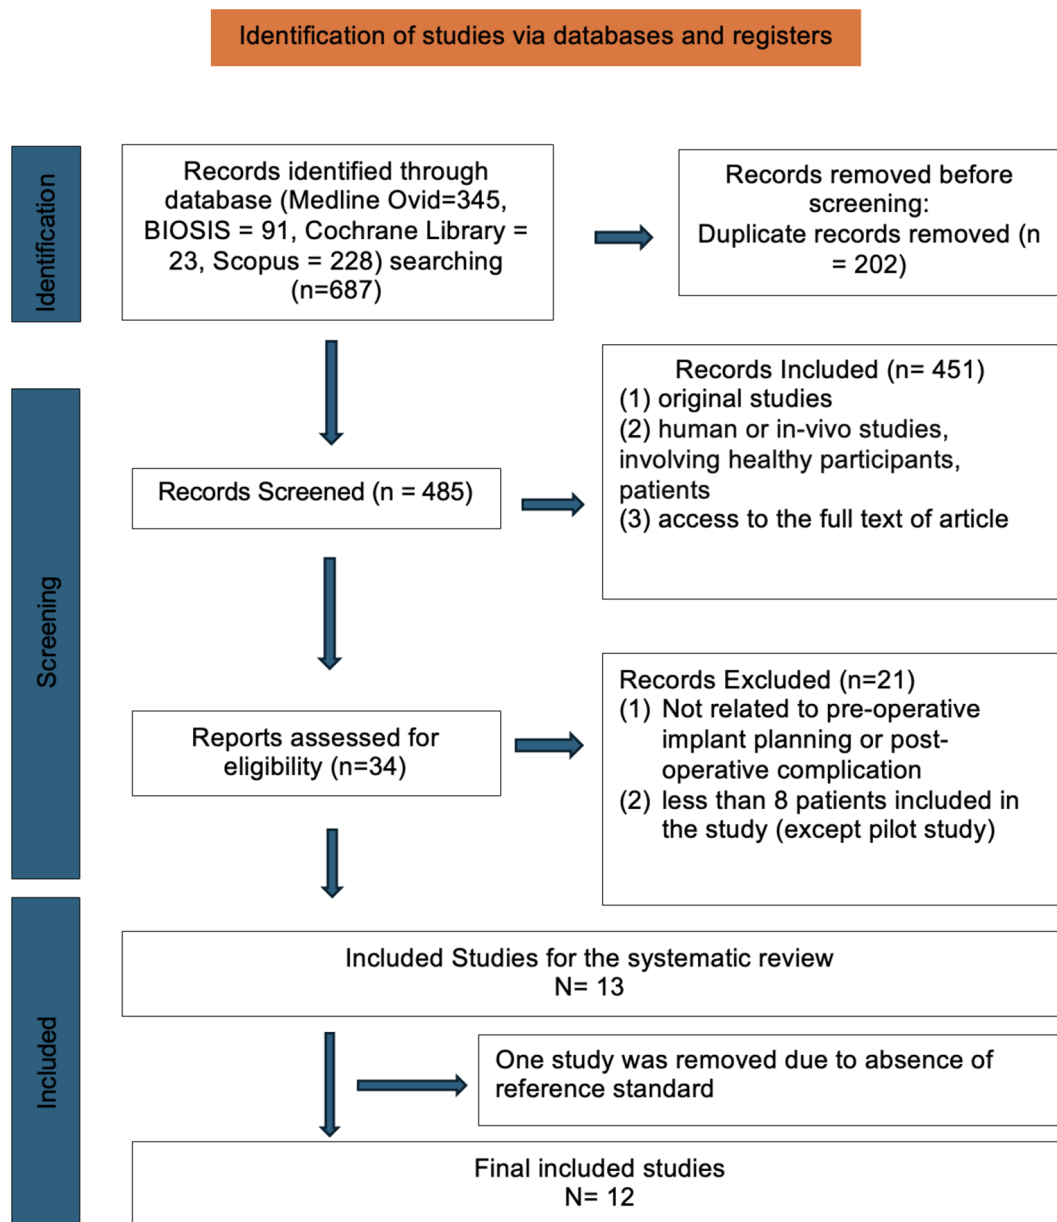 Identification of studies via databases and registers
Identification
Records identified through
database (Medline Ovid=345,
BIOSIS = 91, Cochrane Library =
23, Scopus = 228) searching
(n=687)
Records removed before
screening:
Duplicate records removed (n
= 202)
Screening
Records Screened (n = 485)
Records Included (n= 451)
(1) original studies
(2) human or in-vivo studies,
involving healthy participants,
patients
(3) access to the full text of article
Reports assessed for
eligibility (n=34)
Records Excluded (n=21)
(1) Not related to pre-operative
implant planning or post-
operative complication
(2) less than 8 patients included in
the study (except pilot study)
Included
Included Studies for the systematic review
N= 13
One study was removed due to absence of
reference standard
Final included studies
N= 12